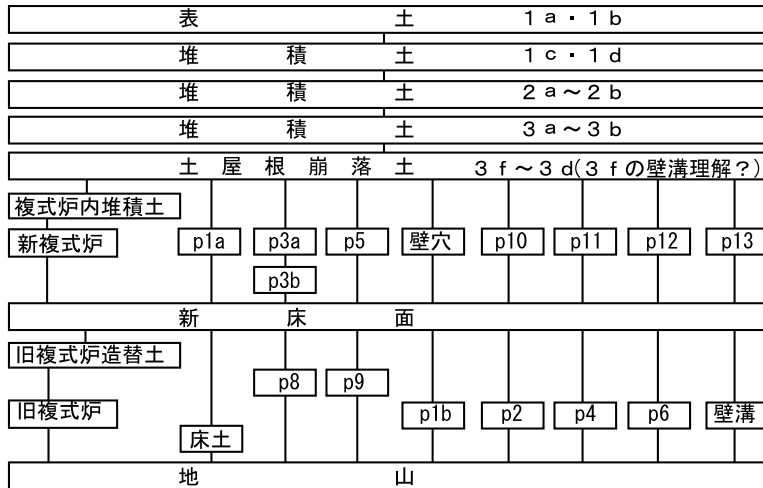 表土 1a・1b
堆積土 1c・1d
堆積土 2a～2b
堆積土 3a～3b
土屋根崩落土 3f～3d(3fの壁溝理解？)
複式炉内堆積土
新複式炉 p1a p3a p5 壁穴 p10 p11 p12 p13
p3b
新床面
旧複式炉造替土
p8 p9
旧複式炉 p1b p2 p4 p6 壁溝
床土
地山